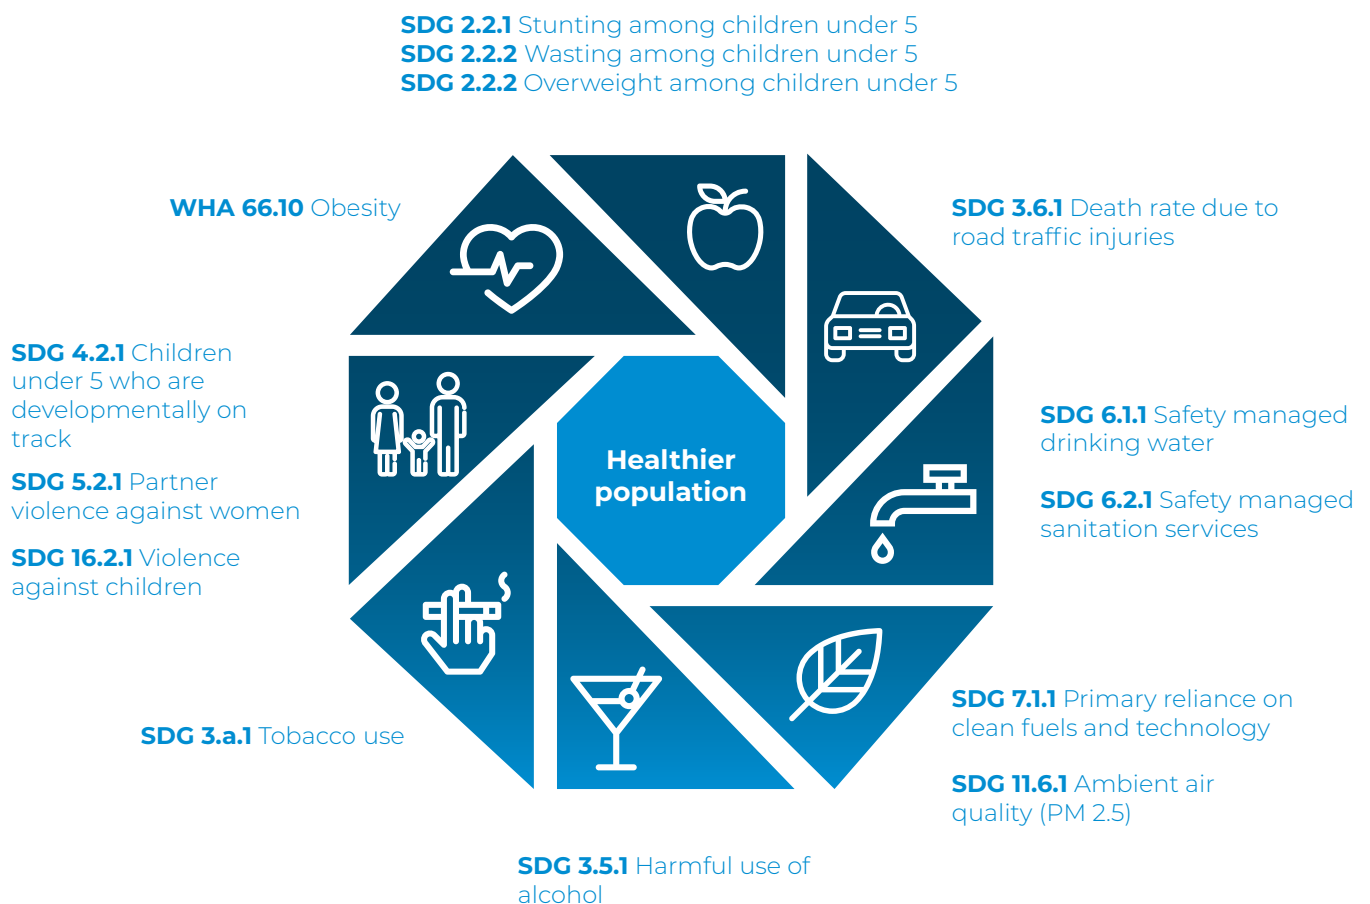 SDG 2.2.1 Stunting among children under 5
SDG 2.2.2 Wasting among children under 5
SDG 2.2.2 Overweight among children under 5
WHA 66.10 Obesity
SDG 3.6.1 Death rate due to
road traffic injuries
SDG 4.2.1 Children
under 5 who are
developmentally on
track
SDG 5.2.1 Partner
violence against women
SDG 16.2.1 Violence
against children
Healthier
population
SDG 6.1.1 Safety managed
drinking water
SDG 6.2.1 Safety managed
sanitation services
SDG 3.a.1 Tobacco use
SDG 7.1.1 Primary reliance on
clean fuels and technology
SDG 11.6.1 Ambient air
quality (PM 2.5)
SDG 3.5.1 Harmful use of
alcohol